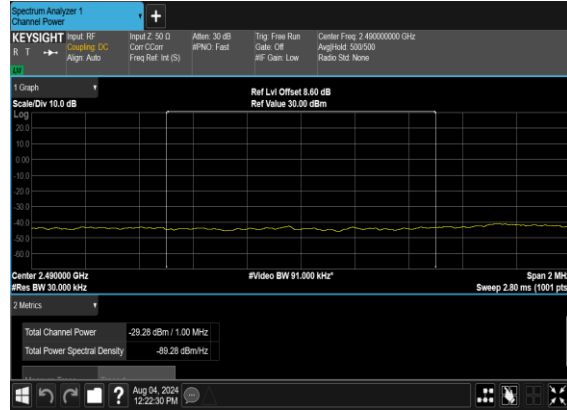 Spectrum Analyzer 1
Channel Power
+
KEYSIGHT
R T
LW
Input: RF
Coupling: DC
Align: Auto
Input Z: 50 Ω
Corr CCorr
Freq Ref: Int (S)
Atten: 30 dB
#PNO: Fast
Trig: Free Run
Gate: Off
#IF Gain: Low
Center Freq: 2.490000000 GHz
Avg|Hold: 500/500
Radio Std: None
1 Graph
Scale/Div 10.0 dB
Ref Lvl Offset 8.60 dB
Ref Value 30.00 dBm
Log
20.0
10.0
0.00
-10.0
-20.0
-30.0
-40.0
-50.0
-60.0
Center 2.490000 GHz
#Res BW 30.000 kHz
#Video BW 91.000 kHz*
Span 2 MHz
Sweep 2.80 ms (1001 pts
2 Metrics
Total Channel Power -29.28 dBm / 1.00 MHz
Total Power Spectral Density -89.28 dBm/Hz
?
Aug 04, 2024
12:22:30 PM